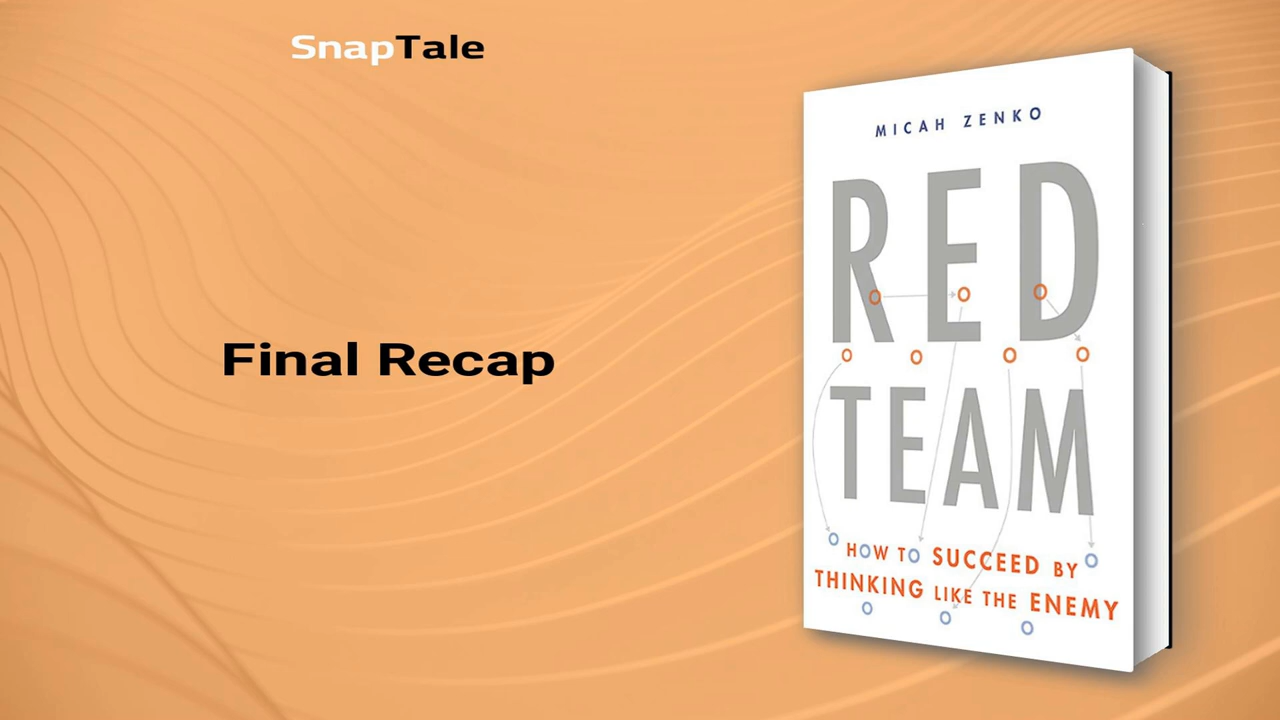 SnapTale
Final Recap
MICAH ZENKO
RED
TEAM
HOW TO SUCCEED BY
THINKING LIKE THE ENEMY